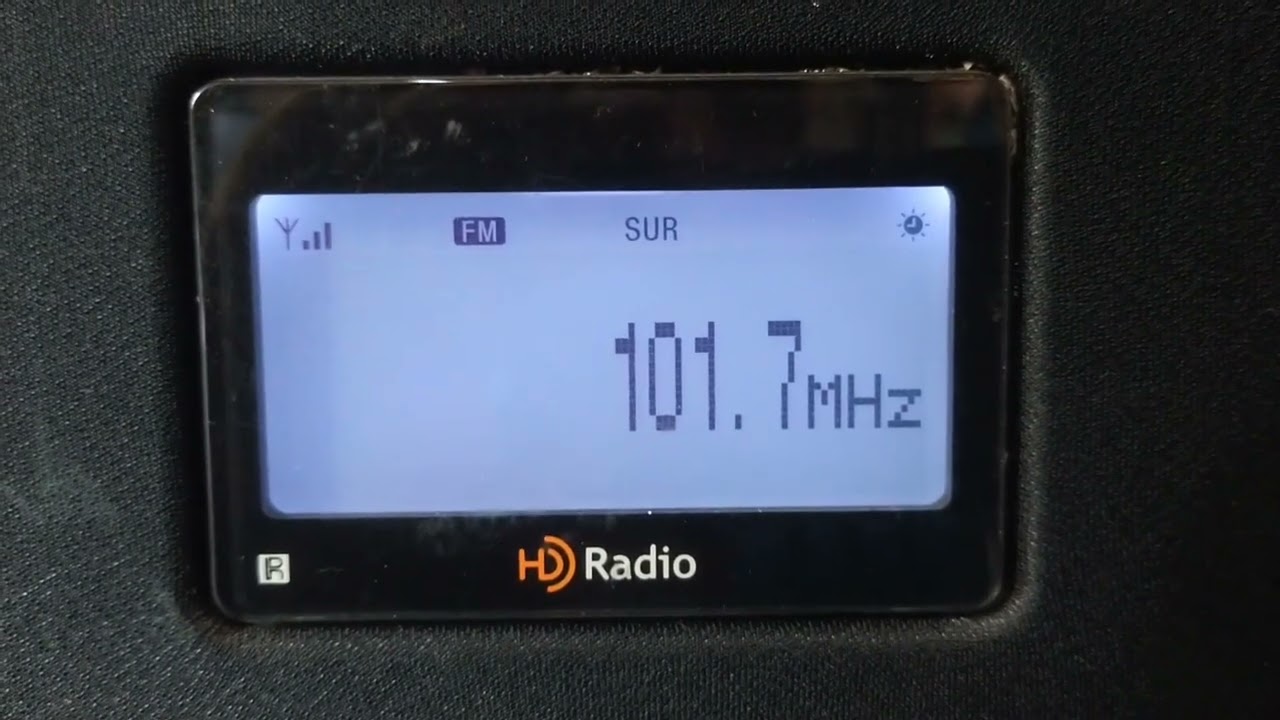 FM SUR
101.7MHz
R HD Radio